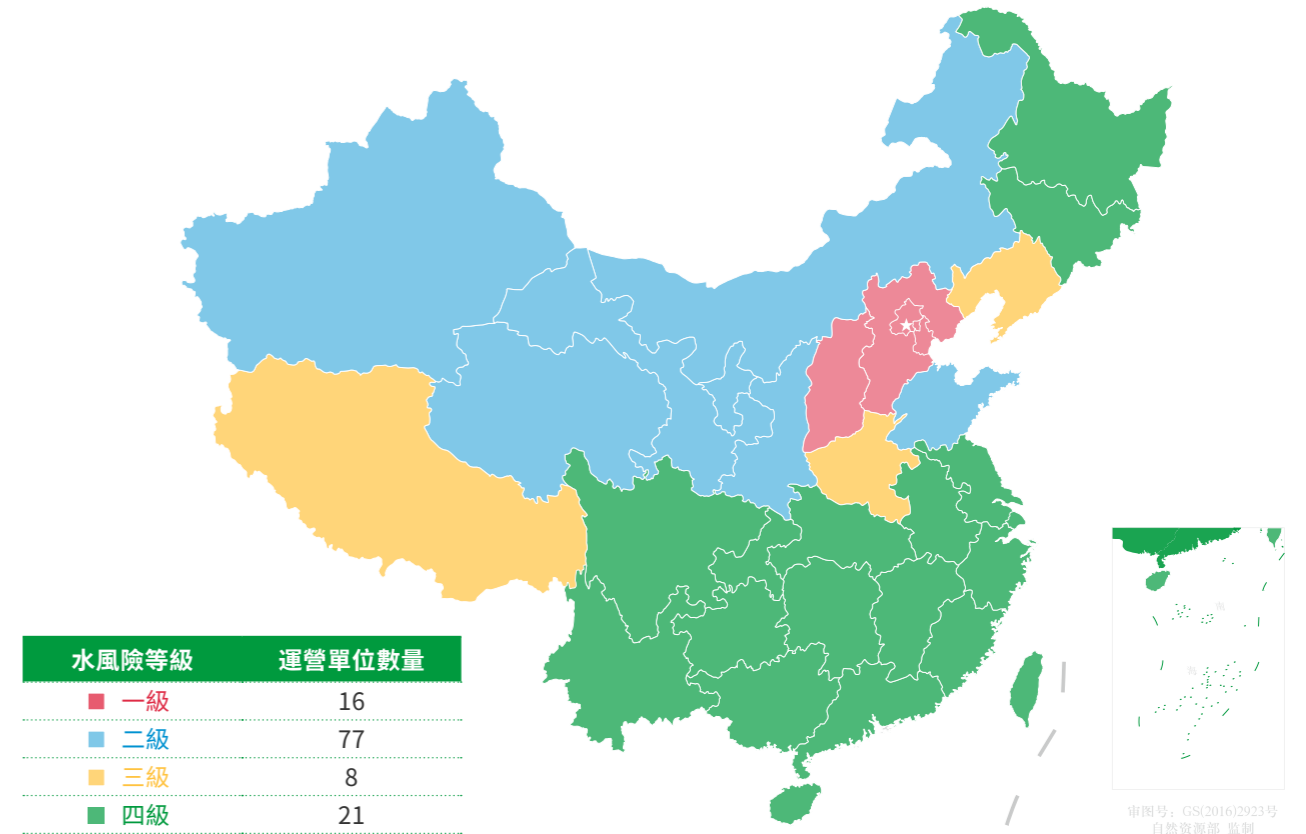 水風險等級 運營單位數量
一級 16
二級 77
三級 8
四級 21
南
海
审图号：GS(2016)2923号
自然资源部 监制